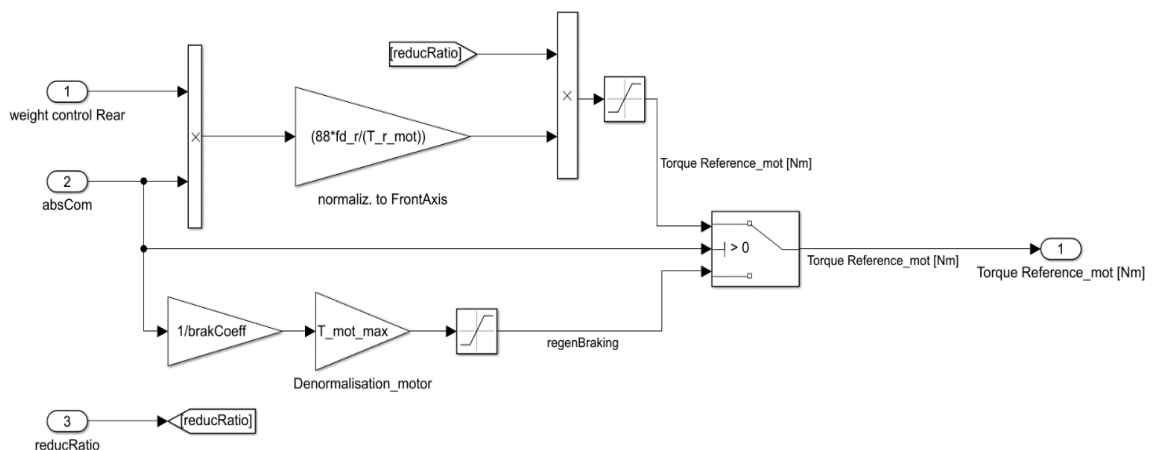 [reducRatio]
1
weight control Rear
×
(88*fd_r/(T_r_mot))
×
Torque Reference_mot [Nm]
2
absCom
normaliz. to FrontAxis
> 0
Torque Reference_mot [Nm]
1
Torque Reference_mot [Nm]
1/brakCoeff
T_mot_max
regenBraking
Denormalisation_motor
3
reducRatio
[reducRatio]